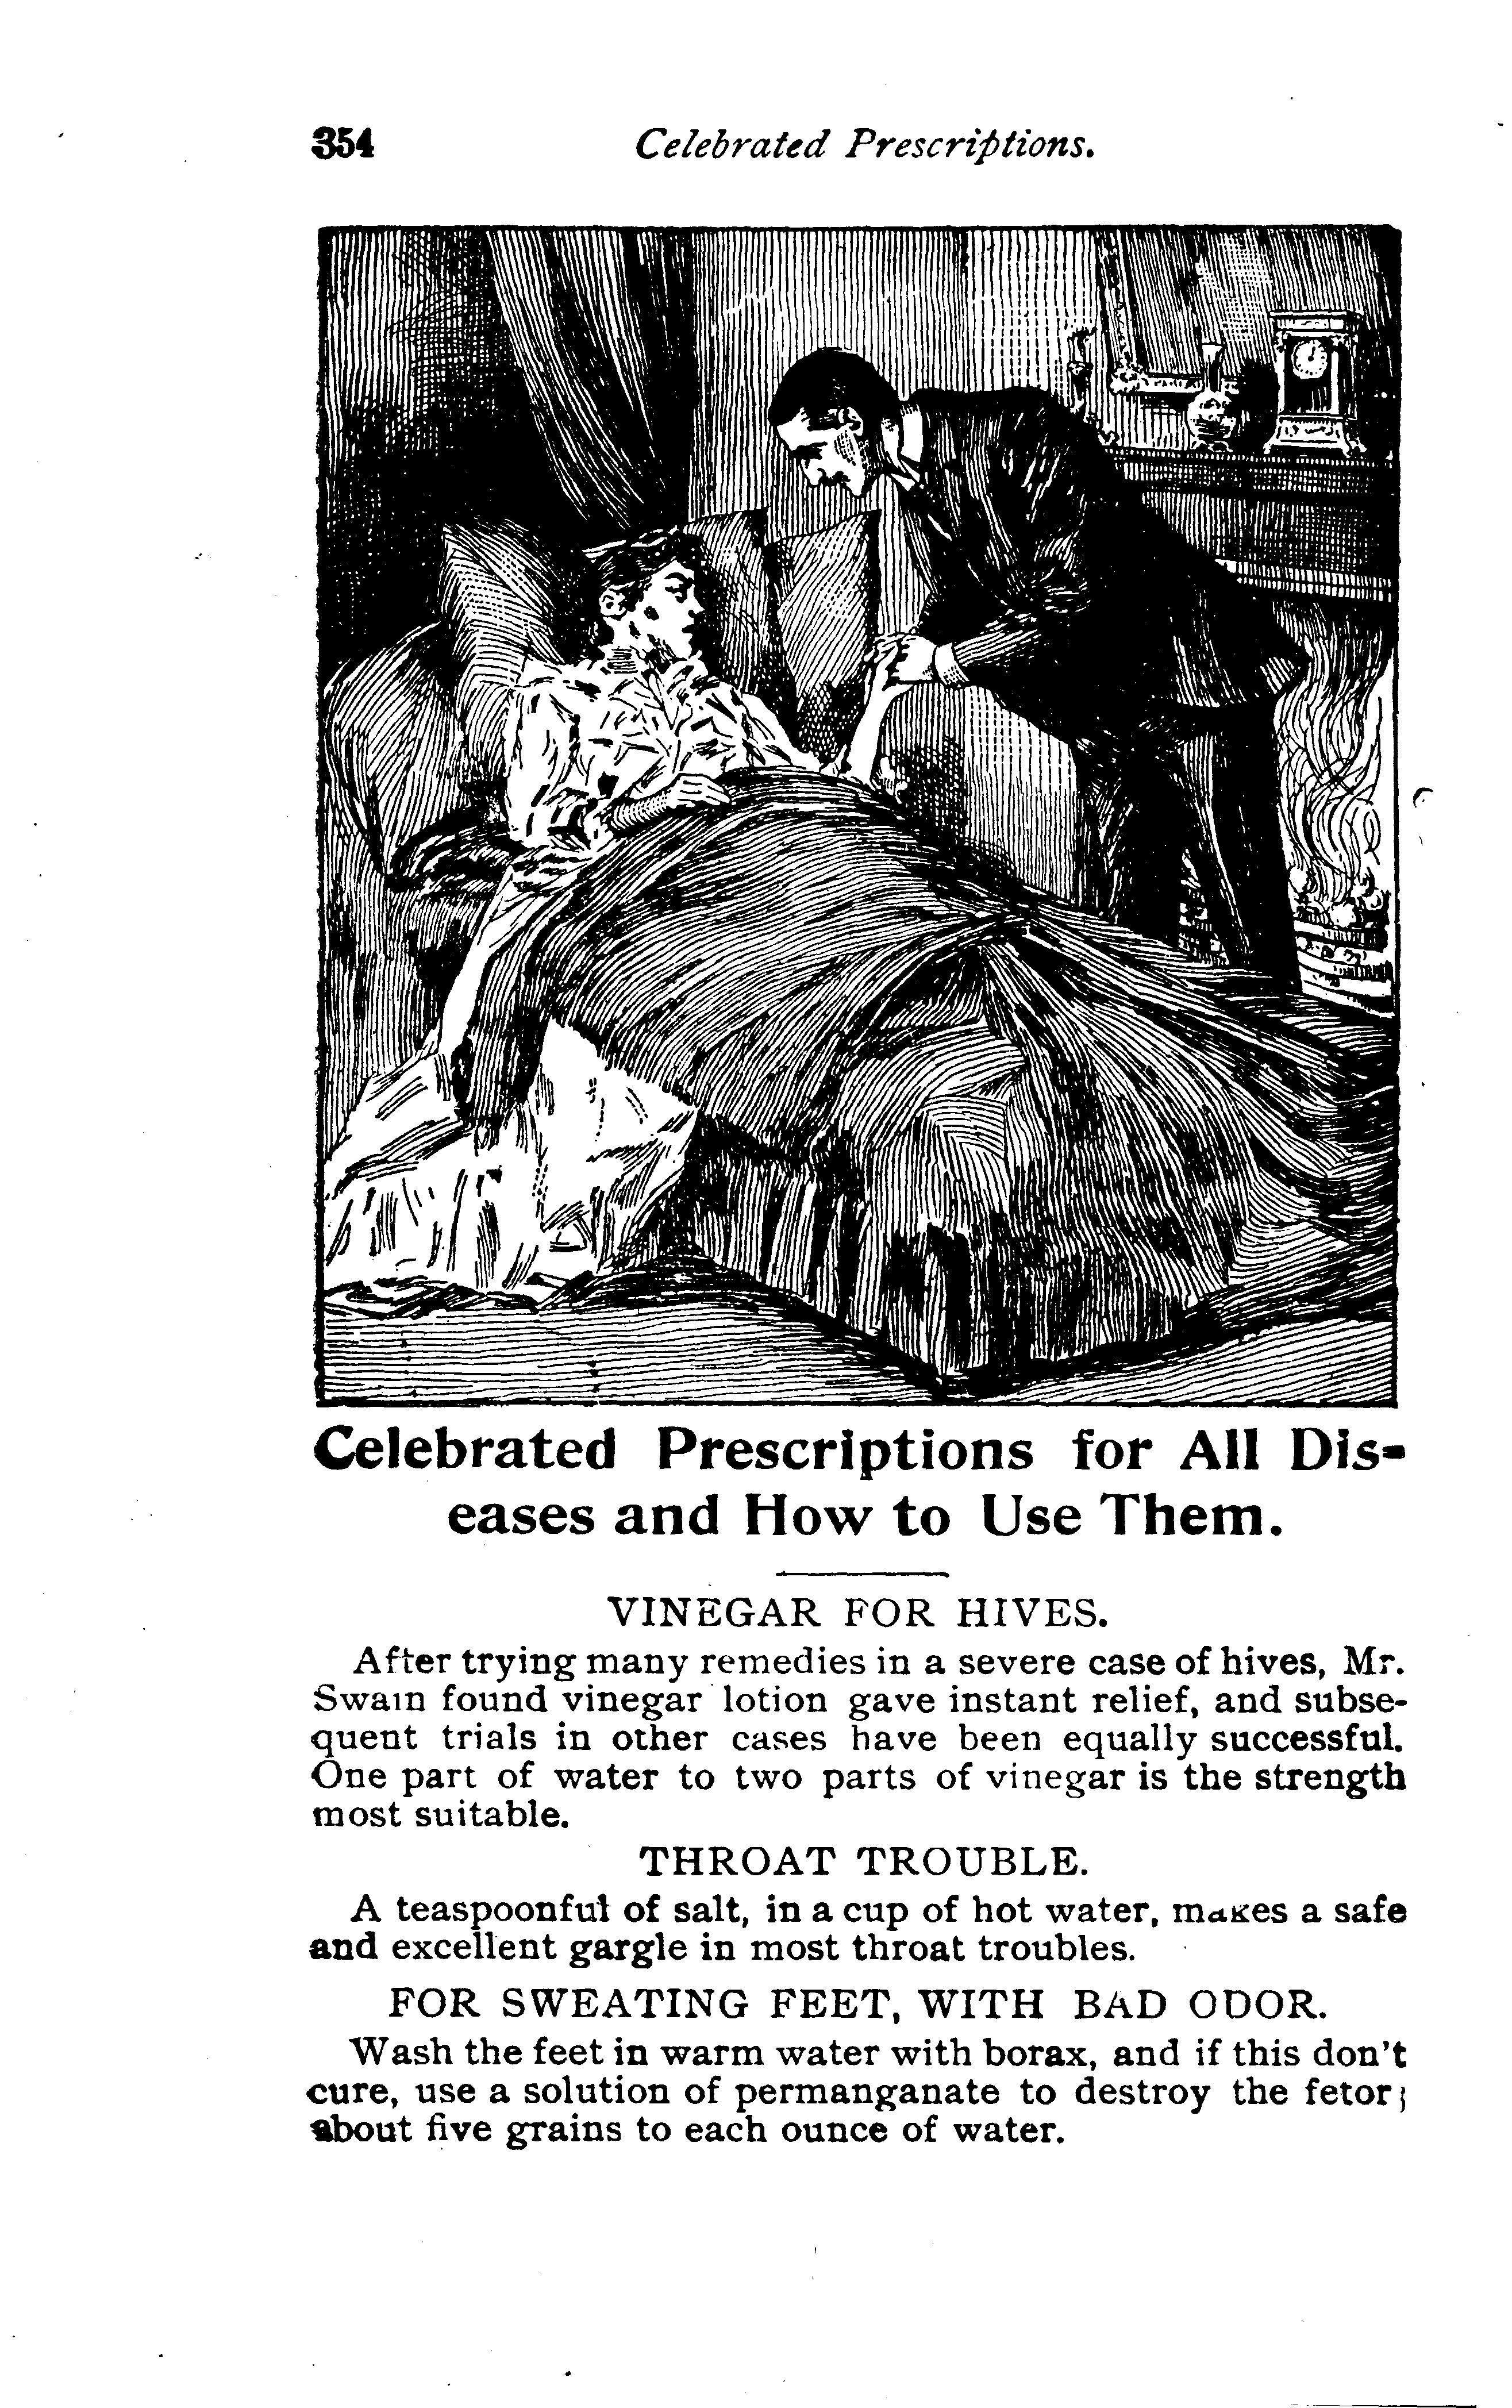 354
Celebrated Prescriptions.
Celebrated Prescriptions for All Dis-
eases and How to Use Them.
VINEGAR FOR HIVES.
After trying many remedies in a severe case of hives, Mr.
Swain found vinegar lotion gave instant relief, and subse-
quent trials in other cases have been equally successful.
One part of water to two parts of vinegar is the strength
most suitable.
THROAT TROUBLE.
A teaspoonful of salt, in a cup of hot water, makes a safe
and excellent gargle in most throat troubles.
FOR SWEATING FEET, WITH BAD ODOR.
Wash the feet in warm water with borax, and if this don't
cure, use a solution of permanganate to destroy the fetor;
about five grains to each ounce of water.